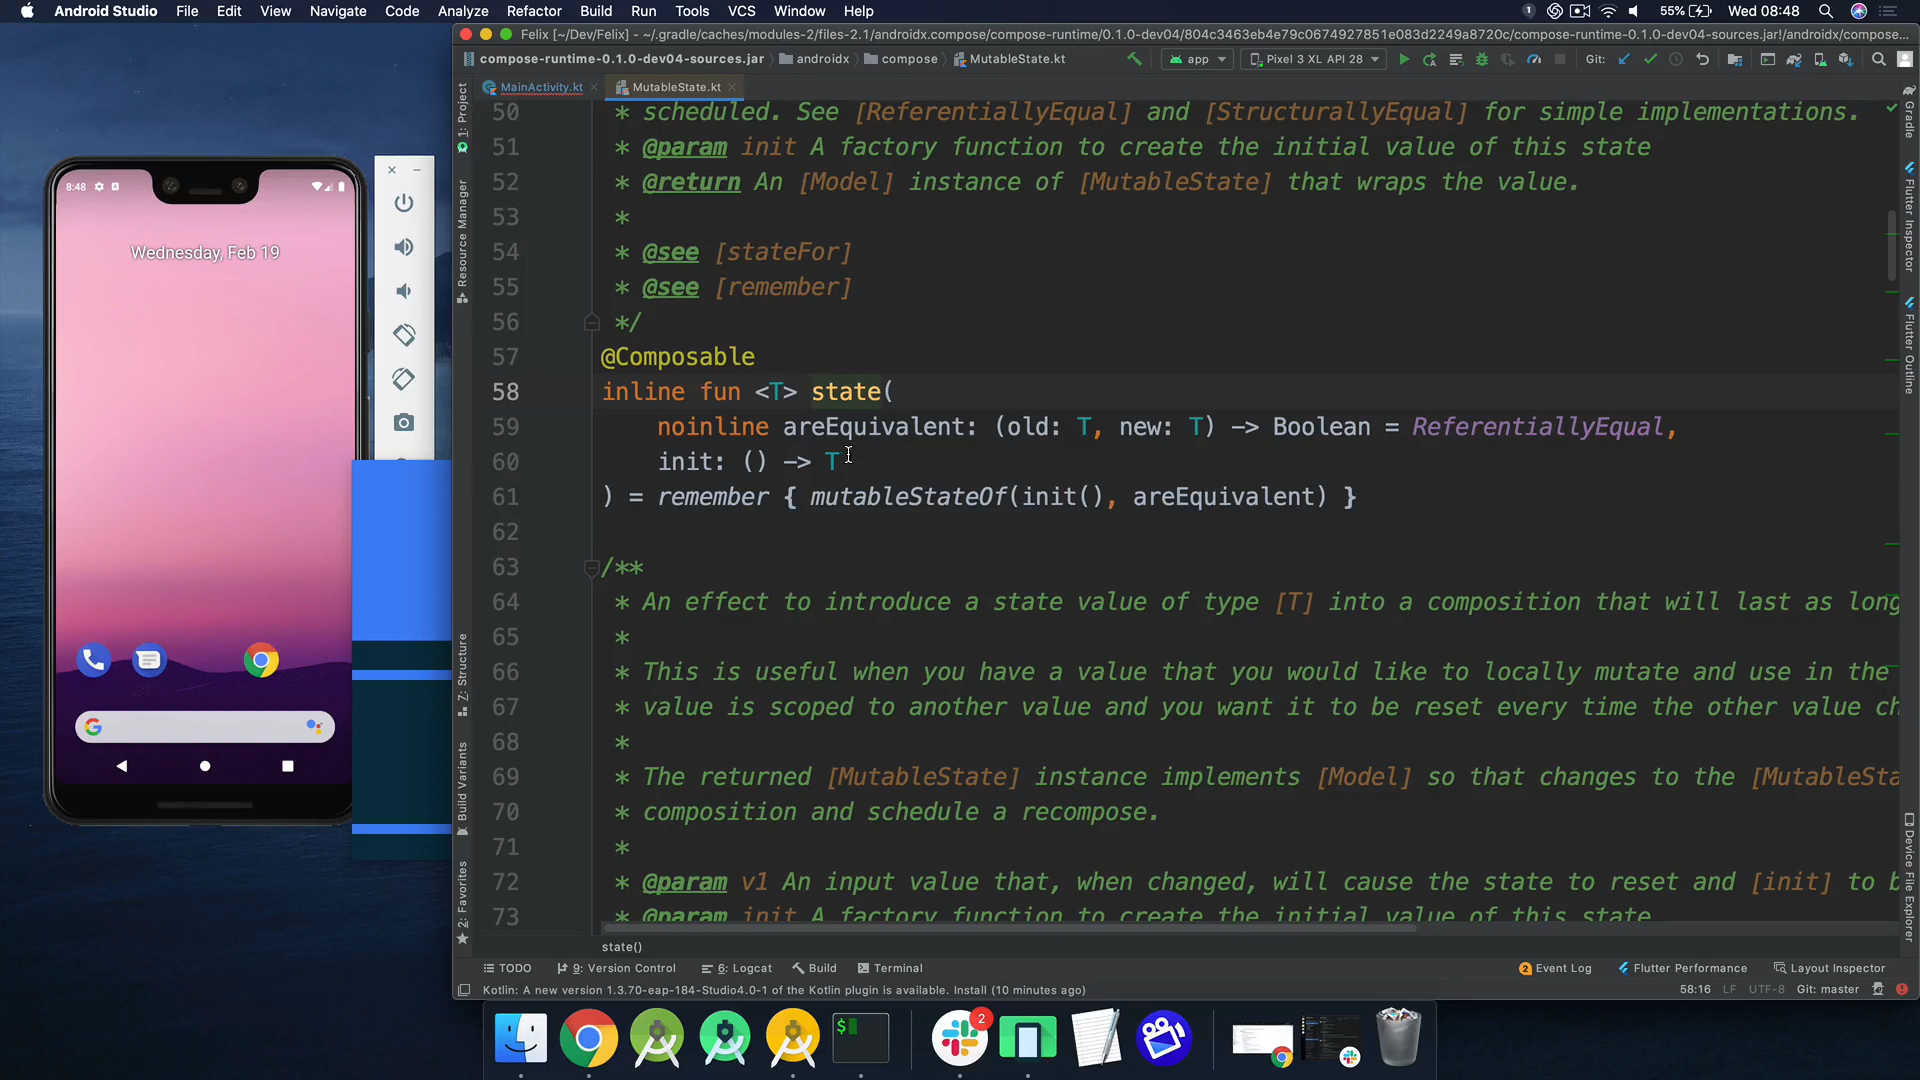 Android Studio File Edit View Navigate Code Analyze Refactor Build Run Tools VCS Window Help
1 55% Wed 08:48
Felix [~/Dev/Felix] - ~/.gradle/caches/modules-2/files-2.1/androidx.compose/compose-runtime/0.1.0-dev04/804c3463eb4e79c0674927851e083d2249a8720c/compose-runtime-0.1.0-dev04-sources.jar!/androidx/compose...
compose-runtime-0.1.0-dev04-sources.jar androidx compose MutableState.kt
app Pixel 3 XL API 28 Git:
MainActivity.kt MutableState.kt
50 * scheduled. See [ReferentiallyEqual] and [StructurallyEqual] for simple implementations.
51 * @param init A factory function to create the initial value of this state
52 * @return An [Model] instance of [MutableState] that wraps the value.
53 *
54 * @see [stateFor]
55 * @see [remember]
56 */
57 @Composable
58 inline fun <T> state(
59 noinline areEquivalent: (old: T, new: T) -> Boolean = ReferentiallyEqual,
60 init: () -> T
61 ) = remember { mutableStateOf(init(), areEquivalent) }
62
63 /**
64 * An effect to introduce a state value of type [T] into a composition that will last as long
65 *
66 * This is useful when you have a value that you would like to locally mutate and use in the
67 * value is scoped to another value and you want it to be reset every time the other value ch
68 *
69 * The returned [MutableState] instance implements [Model] so that changes to the [MutableSta
70 * composition and schedule a recompose.
71 *
72 * @param v1 An input value that, when changed, will cause the state to reset and [init] to b
73 * @param init A factory function to create the initial value of this state
state()
1: Project
Resource Manager
7: Structure
Build Variants
2: Favorites
Gradle
Flutter Inspector
Flutter Outline
Device File Explorer
TODO 9: Version Control 6: Logcat Build Terminal
2 Event Log Flutter Performance Layout Inspector
Kotlin: A new version 1.3.70-eap-184-Studio4.0-1 of the Kotlin plugin is available. Install (10 minutes ago)
58:16 LF UTF-8 Git: master
8:48
Wednesday, Feb 19
G
$
2